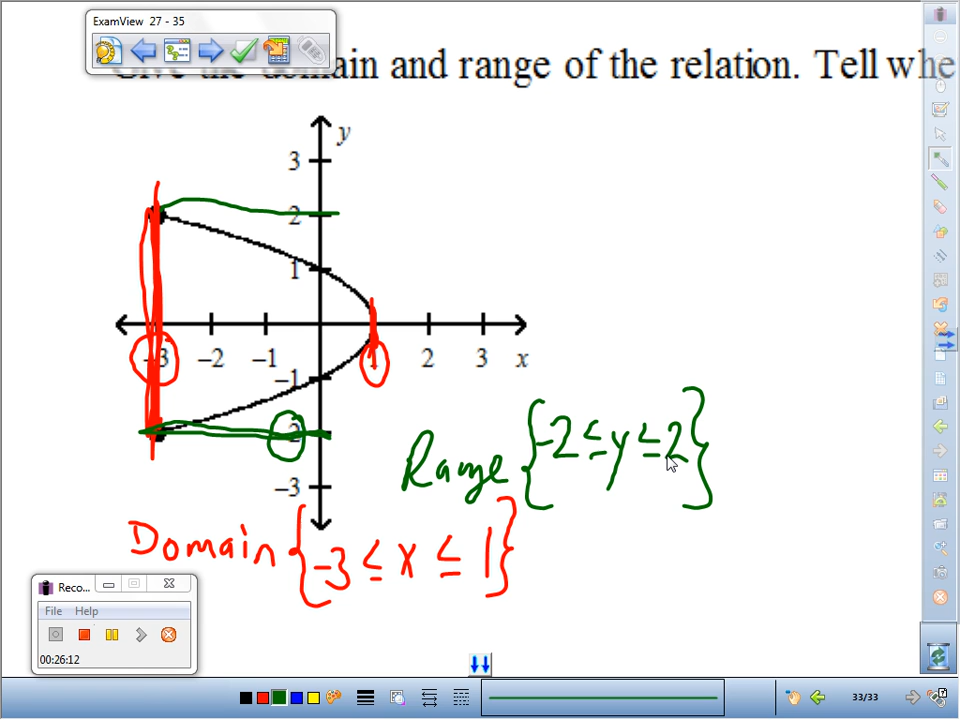 ExamView 27 - 35
the domain and range of the relation. Tell whe
y
3
2
1
-3 -2 -1 1 2 3 x
-1
-2
-3
Range {-2 ≤ y ≤ 2}
Domain {-3 ≤ x ≤ 1}
Reco...
File Help
00:26:12
33/33